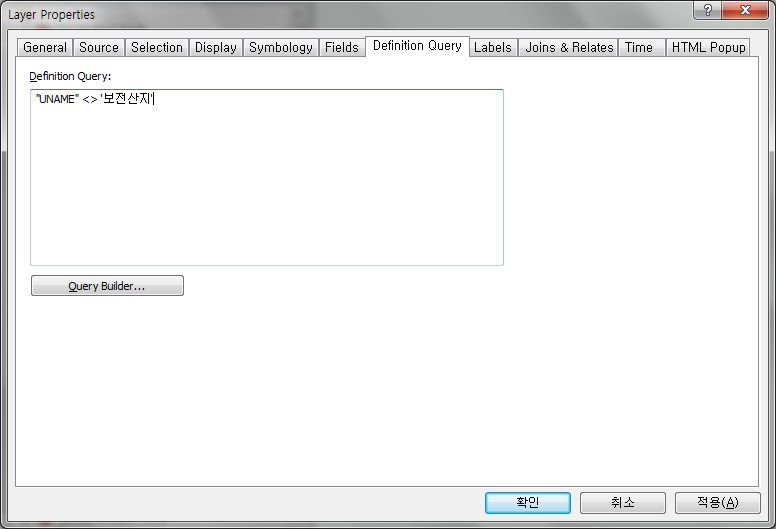 Layer Properties
General Source Selection Display Symbology Fields Definition Query Labels Joins & Relates Time HTML Popup
Definition Query:
"UNAME" <> '보전산지'
Query Builder...
확인 취소 적용(A)